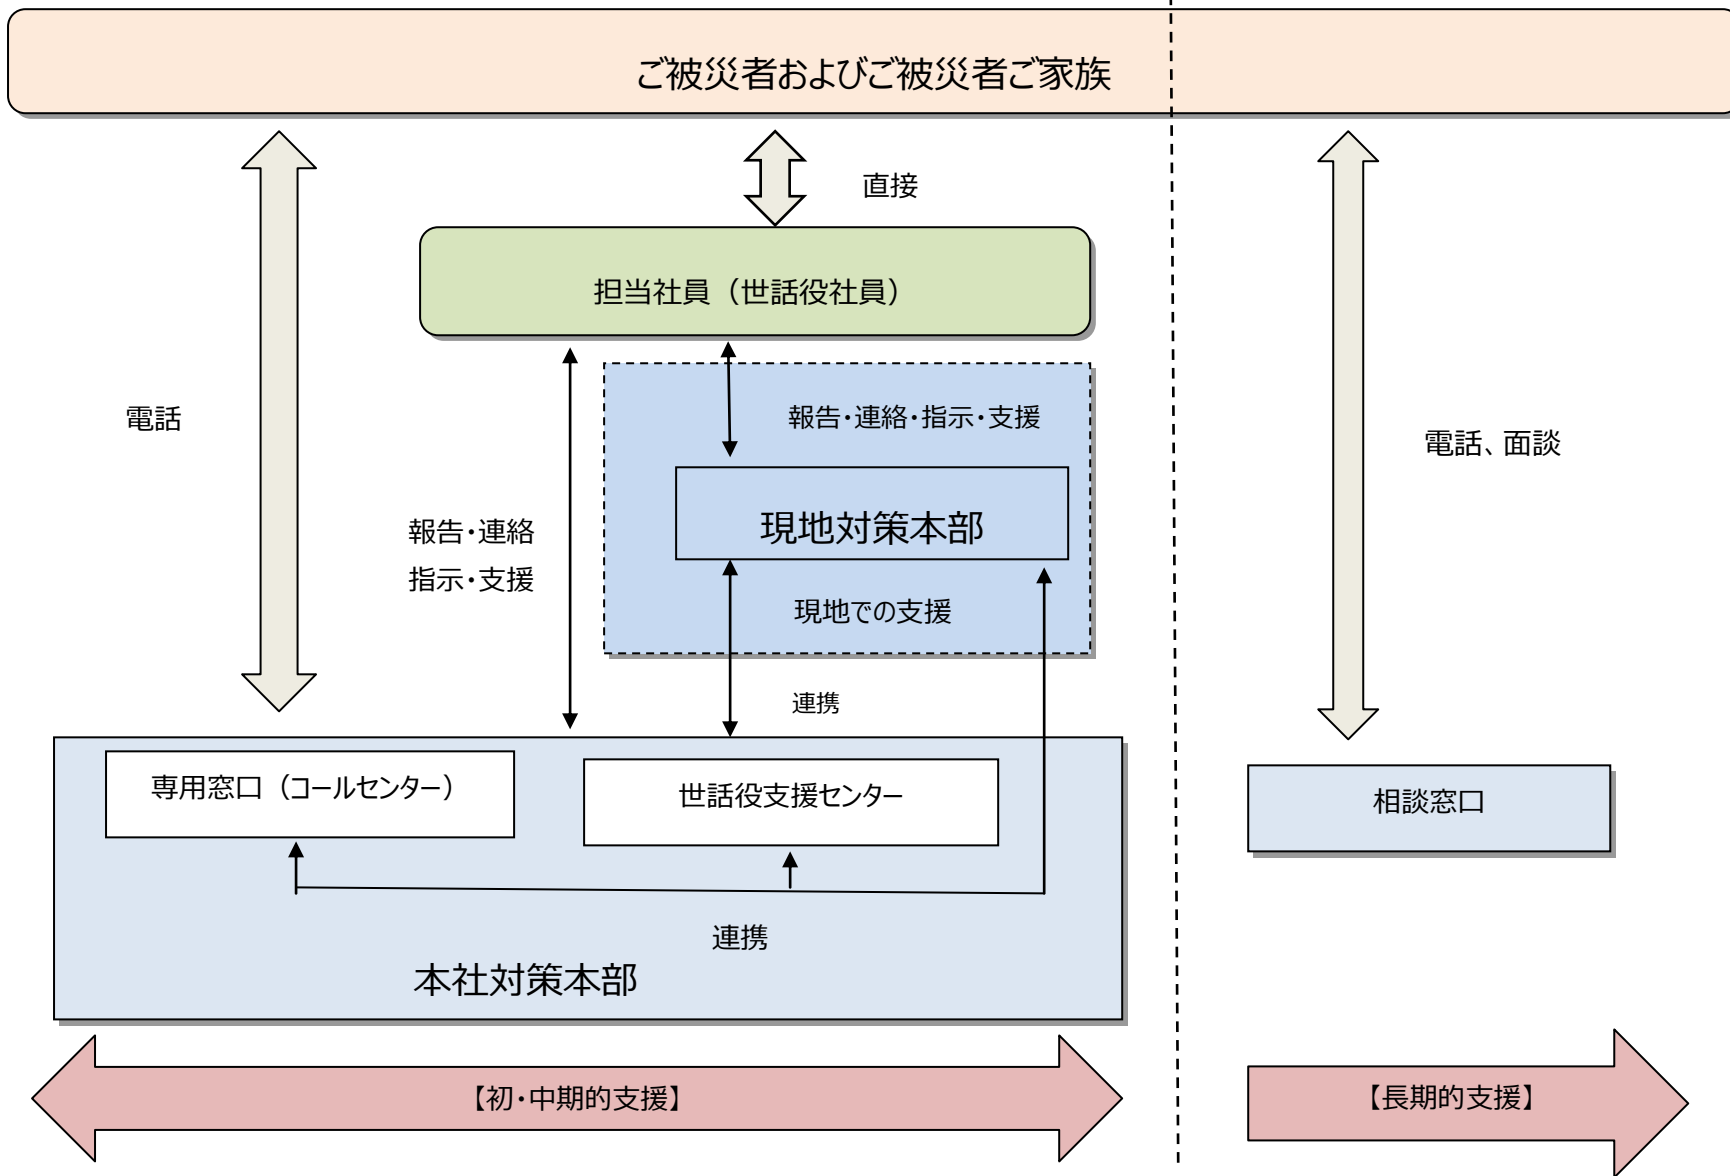 ご被災者およびご被災者ご家族
直接
担当社員（世話役社員）
電話
報告・連絡・指示・支援
電話、面談
現地対策本部
報告・連絡
指示・支援
現地での支援
連携
専用窓口（コールセンター）
世話役支援センター
相談窓口
連携
本社対策本部
【初・中期的支援】
【長期的支援】